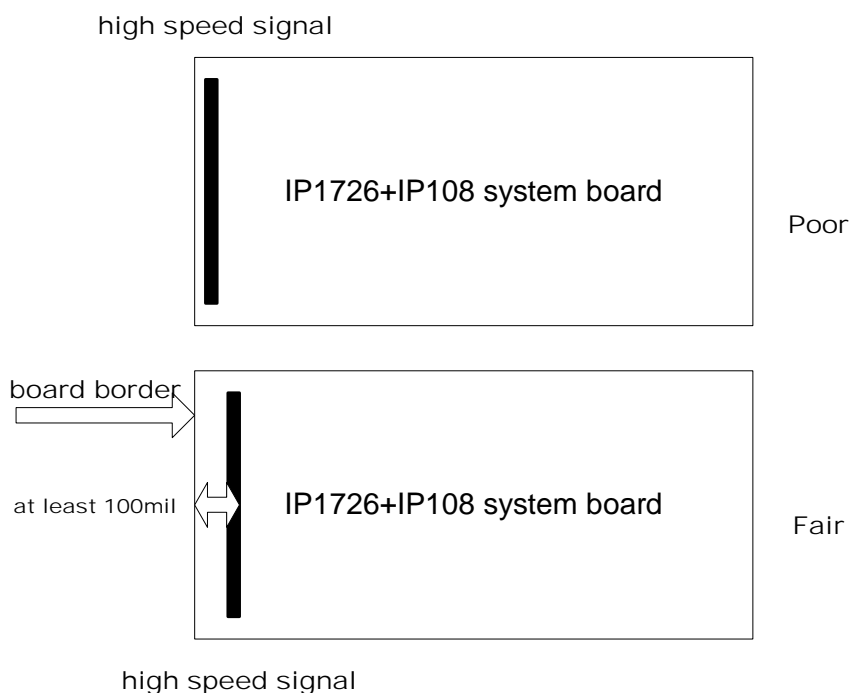 high speed signal
IP1726+IP108 system board
Poor
board border
at least 100mil
IP1726+IP108 system board
Fair
high speed signal